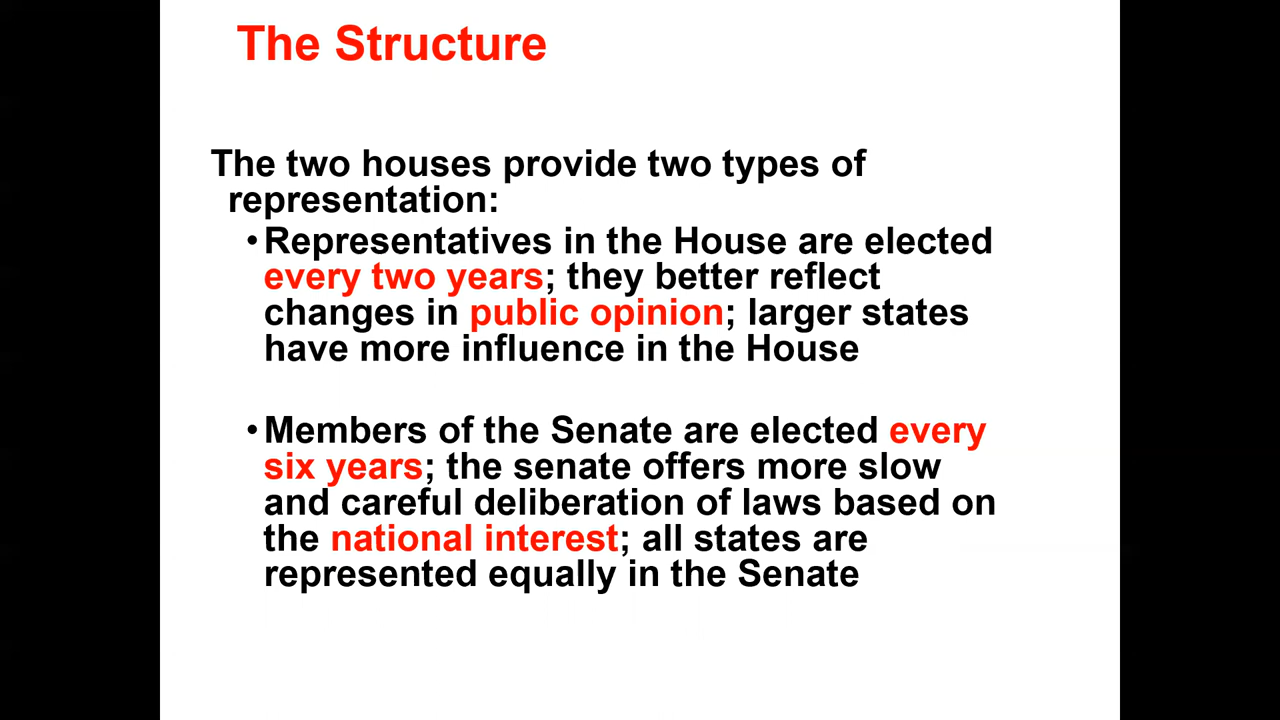 The Structure
The two houses provide two types of
representation:
•Representatives in the House are elected
every two years; they better reflect
changes in public opinion; larger states
have more influence in the House
•Members of the Senate are elected every
six years; the senate offers more slow
and careful deliberation of laws based on
the national interest; all states are
represented equally in the Senate